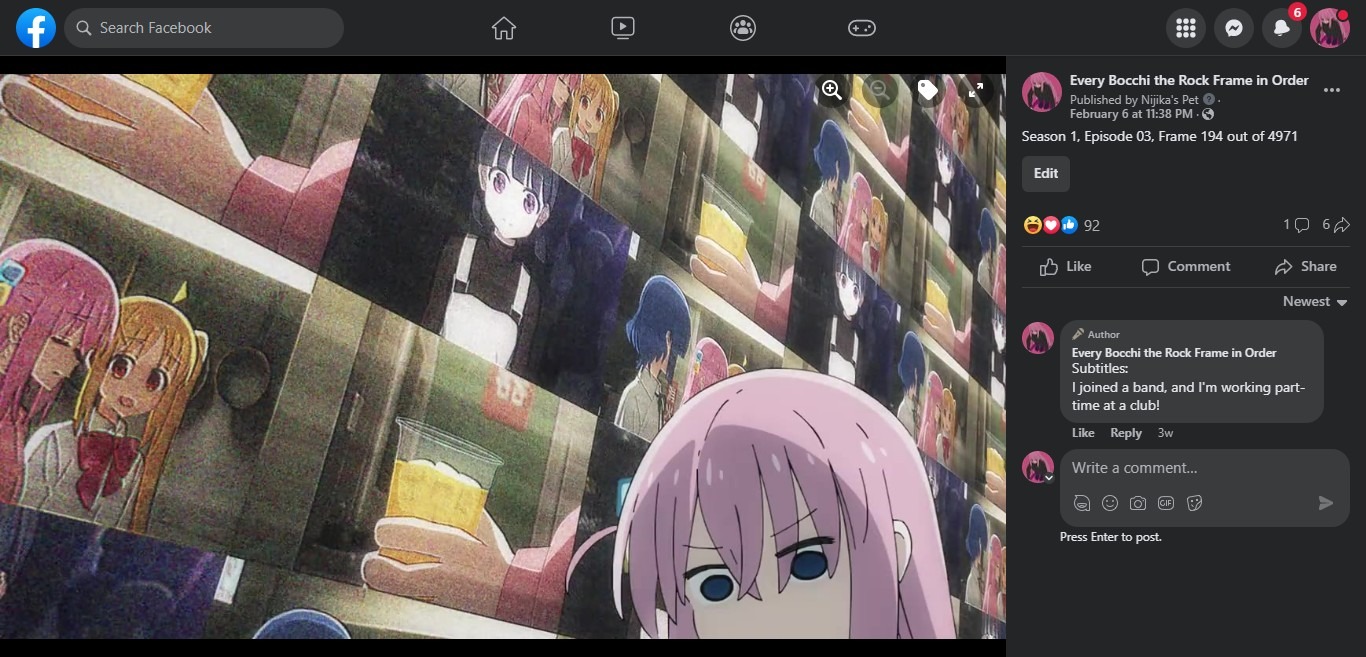 Search Facebook
6
Every Bocchi the Rock Frame in Order
Published by Nijika's Pet ·
February 6 at 11:38 PM ·
Season 1, Episode 03, Frame 194 out of 4971
Edit
92
1
6
Like
Comment
Share
Newest
Author
Every Bocchi the Rock Frame in Order
Subtitles:
I joined a band, and I'm working part-
time at a club!
Like Reply 3w
Write a comment...
GIF
Press Enter to post.